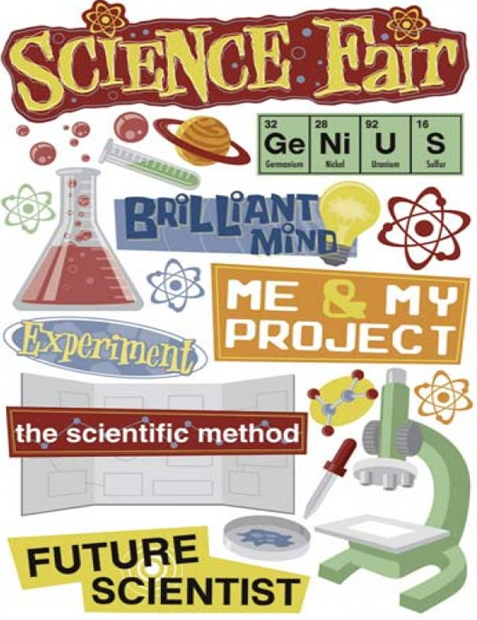 SCIENCE Fair
32 28 92 16
Ge Ni U S
Germanium Nickel Uranium Sulfur
BRiLLiANT
MiND
ME & MY
PROJECT
Experiment
the scientific method
FUTURE
SCIENTIST